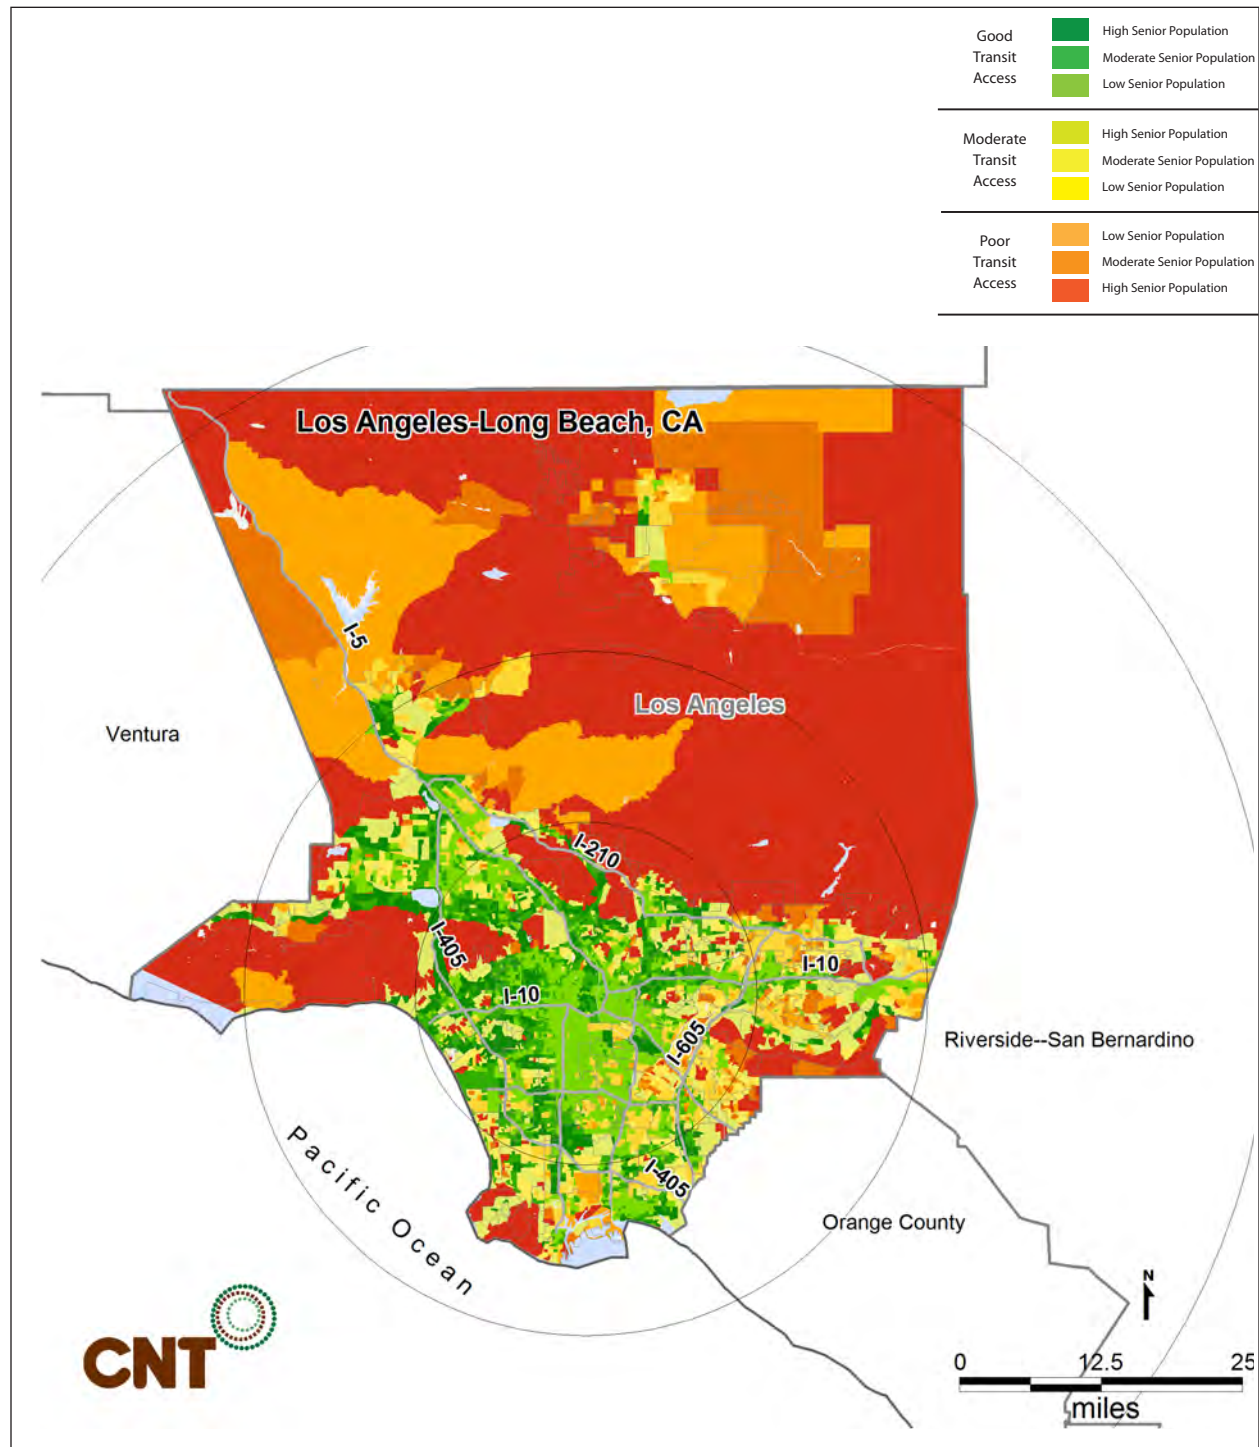 Good
Transit
Access
High Senior Population
Moderate Senior Population
Low Senior Population
Moderate
Transit
Access
High Senior Population
Moderate Senior Population
Low Senior Population
Poor
Transit
Access
Low Senior Population
Moderate Senior Population
High Senior Population
Los Angeles-Long Beach, CA
I-5
Los Angeles
Ventura
I-210
I-405
I-10
I-10
I-605
Riverside--San Bernardino
I-405
Pacific Ocean
Orange County
N
CNT
0 12.5 25
miles